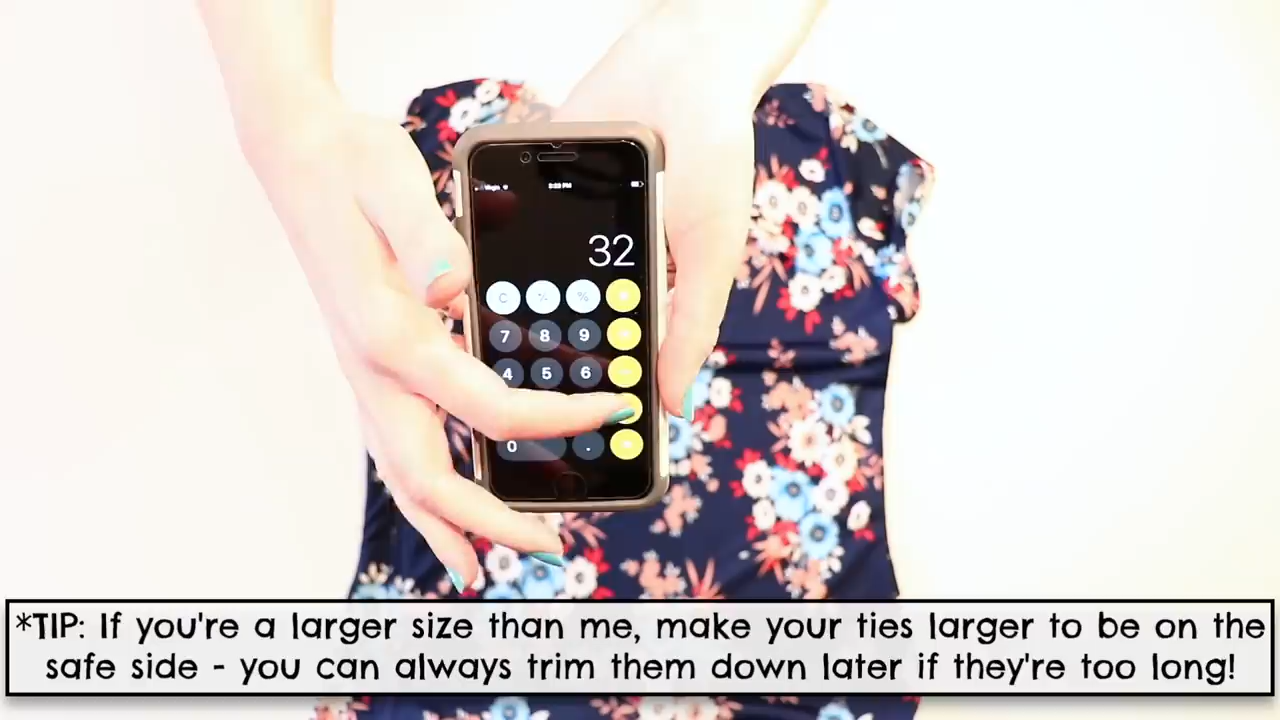 Virgin
32
C % 
7 8 9
4 5 6
0 .
*TIP: If you're a larger size than me, make your ties larger to be on the
safe side - you can always trim them down later if they're too long!